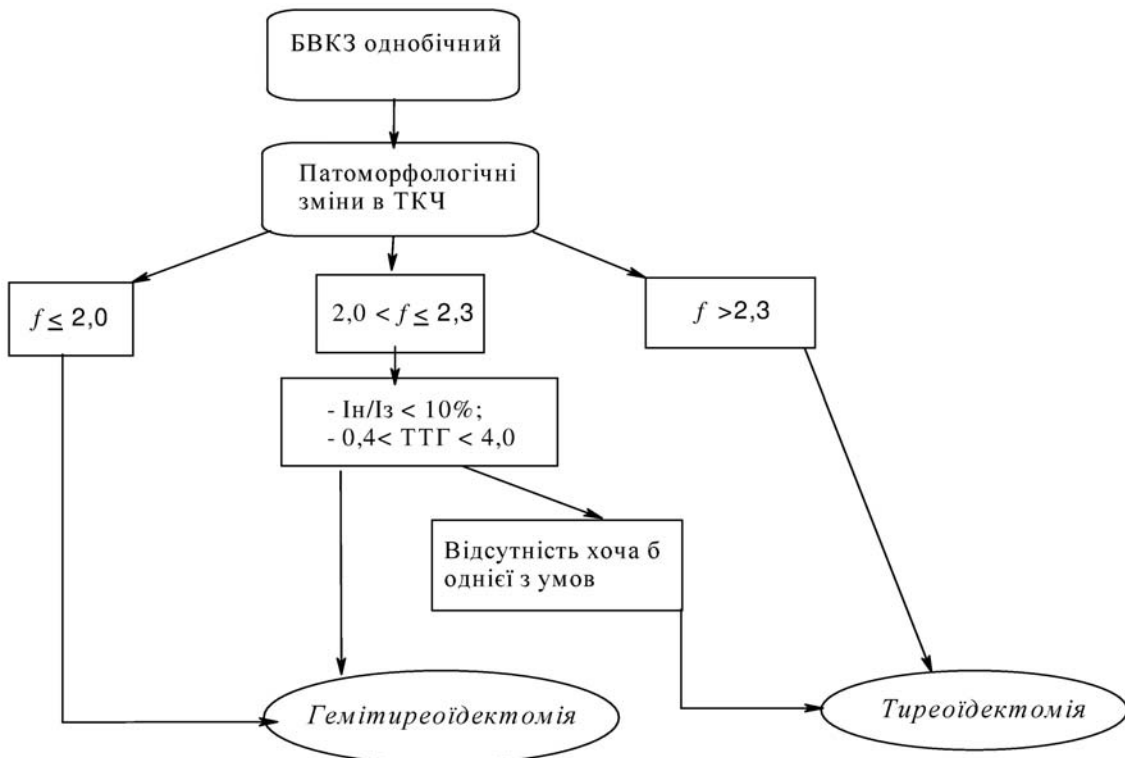 БВКЗ однобічний
Патоморфологічні
зміни в ТКЧ
f ≤ 2,0
2,0 < f ≤ 2,3
f >2,3
- Ін/Із < 10%;
- 0,4< ТТГ < 4,0
Відсутність хоча б
однієї з умов
Гемітиреоїдектомія
Тиреоїдектомія